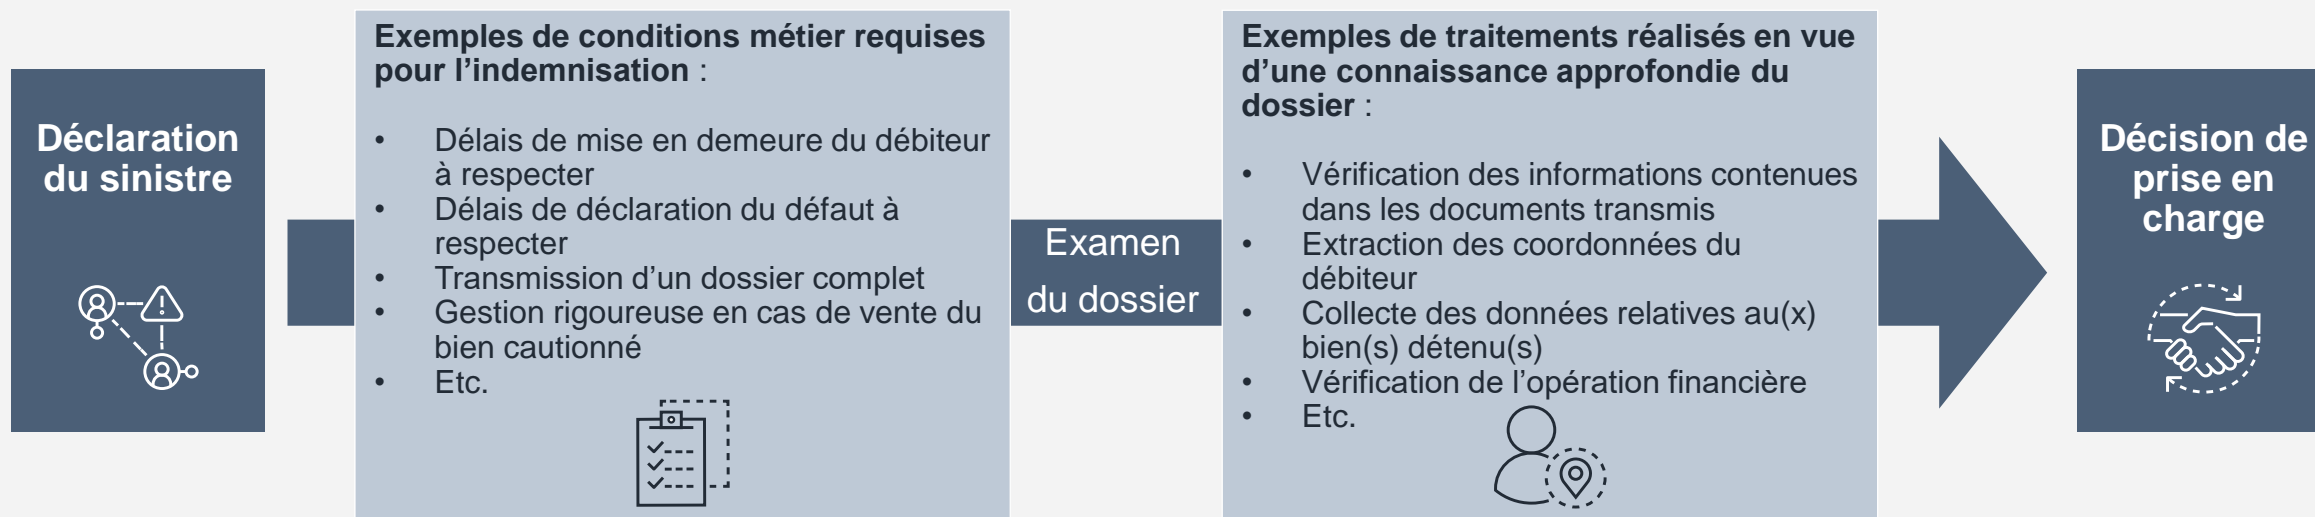 Déclaration
du sinistre
Exemples de conditions métier requises
pour l’indemnisation :
• Délais de mise en demeure du débiteur
à respecter
• Délais de déclaration du défaut à
respecter
• Transmission d’un dossier complet
• Gestion rigoureuse en cas de vente du
bien cautionné
• Etc.
Examen
du dossier
Exemples de traitements réalisés en vue
d’une connaissance approfondie du
dossier :
• Vérification des informations contenues
dans les documents transmis
• Extraction des coordonnées du
débiteur
• Collecte des données relatives au(x)
bien(s) détenu(s)
• Vérification de l’opération financière
• Etc.
Décision de
prise en
charge